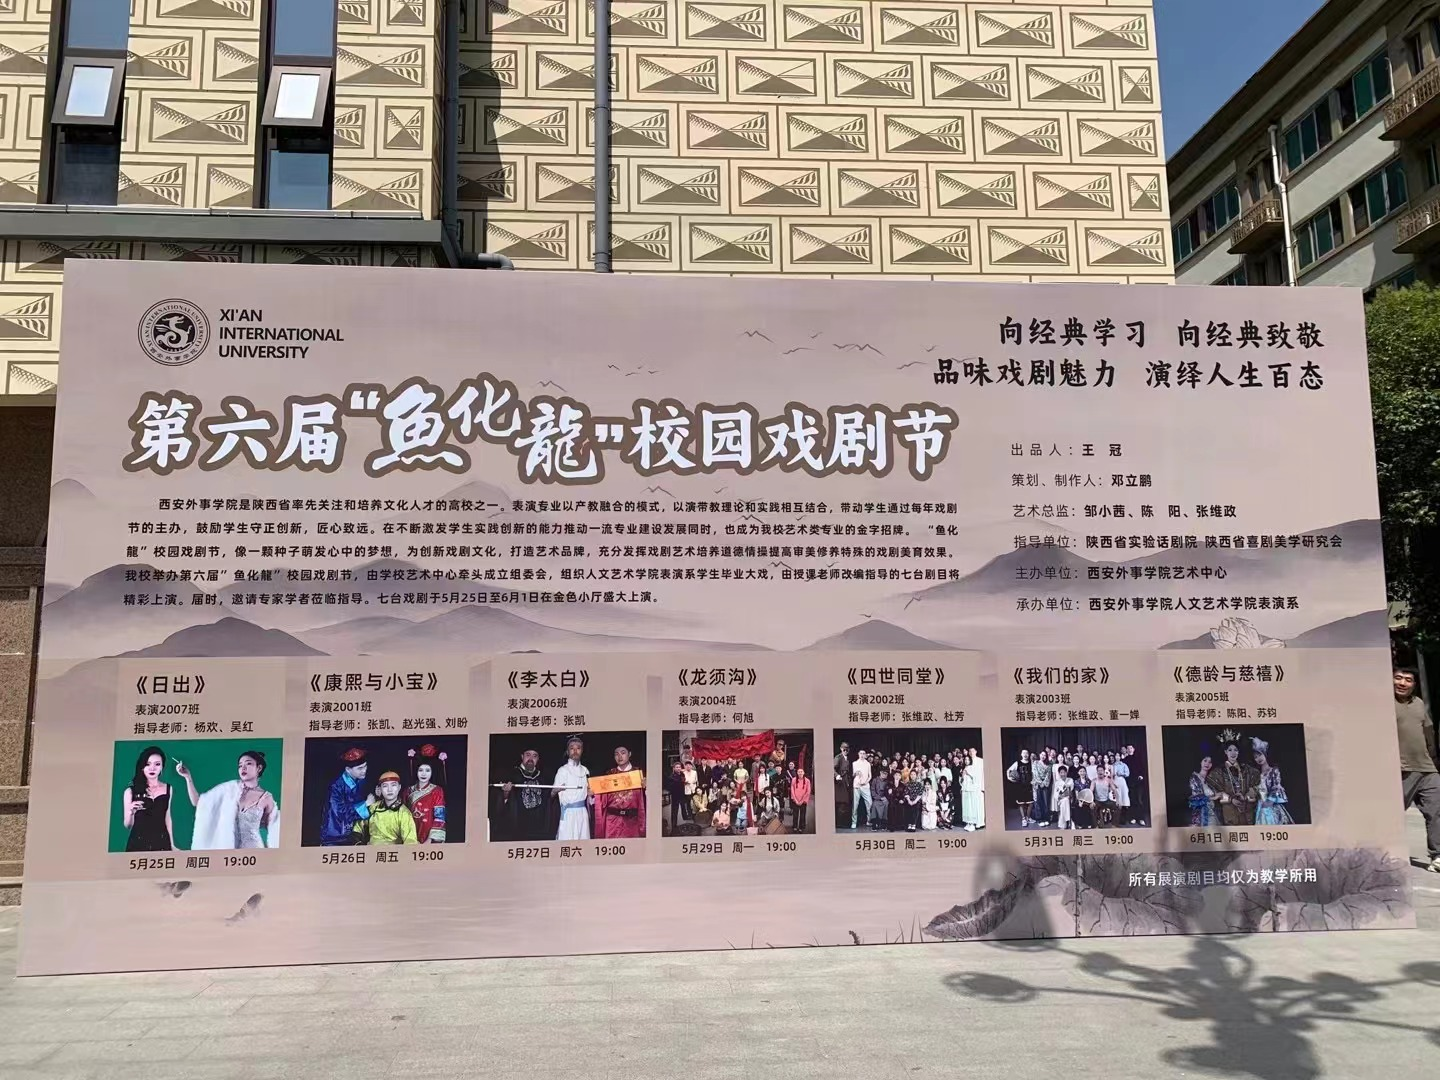 XI'AN
INTERNATIONAL
UNIVERSITY
向经典学习 向经典致敬
品味戏剧魅力 演绎人生百态
第六届“鱼化龍”校园戏剧节
西安外事学院是陕西省率先关注和培养文化人才的高校之一。表演专业以产教融合的模式，以演带教理论和实践相互结合，带动学生通过每年戏剧
节的主办，鼓励学生守正创新，匠心致远。在不断激发学生实践创新的能力推动一流专业建设发展同时，也成为我校艺术类专业的金字招牌。“鱼化
龍”校园戏剧节，像一颗种子萌发心中的梦想，为创新戏剧文化，打造艺术品牌，充分发挥戏剧艺术培养道德情操提高审美修养特殊的戏剧美育效果。
我校举办第六届”鱼化龍”校园戏剧节，由学校艺术中心牵头成立组委会，组织人文艺术学院表演系学生毕业大戏，由授课老师改编指导的七台剧目将
精彩上演。届时，邀请专家学者莅临指导。七台戏剧于5月25日至6月1日在金色小厅盛大上演。
出品人：王 冠
策划、制作人：邓立鹏
艺术总监：邹小茜、陈 阳、张维政
指导单位：陕西省实验话剧院 陕西省喜剧美学研究会
主办单位：西安外事学院艺术中心
承办单位：西安外事学院人文艺术学院表演系
《日出》
表演2007班
指导老师：杨欢、吴红
5月25日 周四 19:00
《康熙与小宝》
表演2001班
指导老师：张凯、赵光强、刘盼
5月26日 周五 19:00
《李太白》
表演2006班
指导老师：张凯
5月27日 周六 19:00
《龙须沟》
表演2004班
指导老师：何旭
5月29日 周一 19:00
《四世同堂》
表演2002班
指导老师：张维政、杜芳
5月30日 周二 19:00
《我们的家》
表演2003班
指导老师：张维政、董一婵
5月31日 周三 19:00
《德龄与慈禧》
表演2005班
指导老师：陈阳、苏钧
6月1日 周四 19:00
所有展演剧目均仅为教学所用